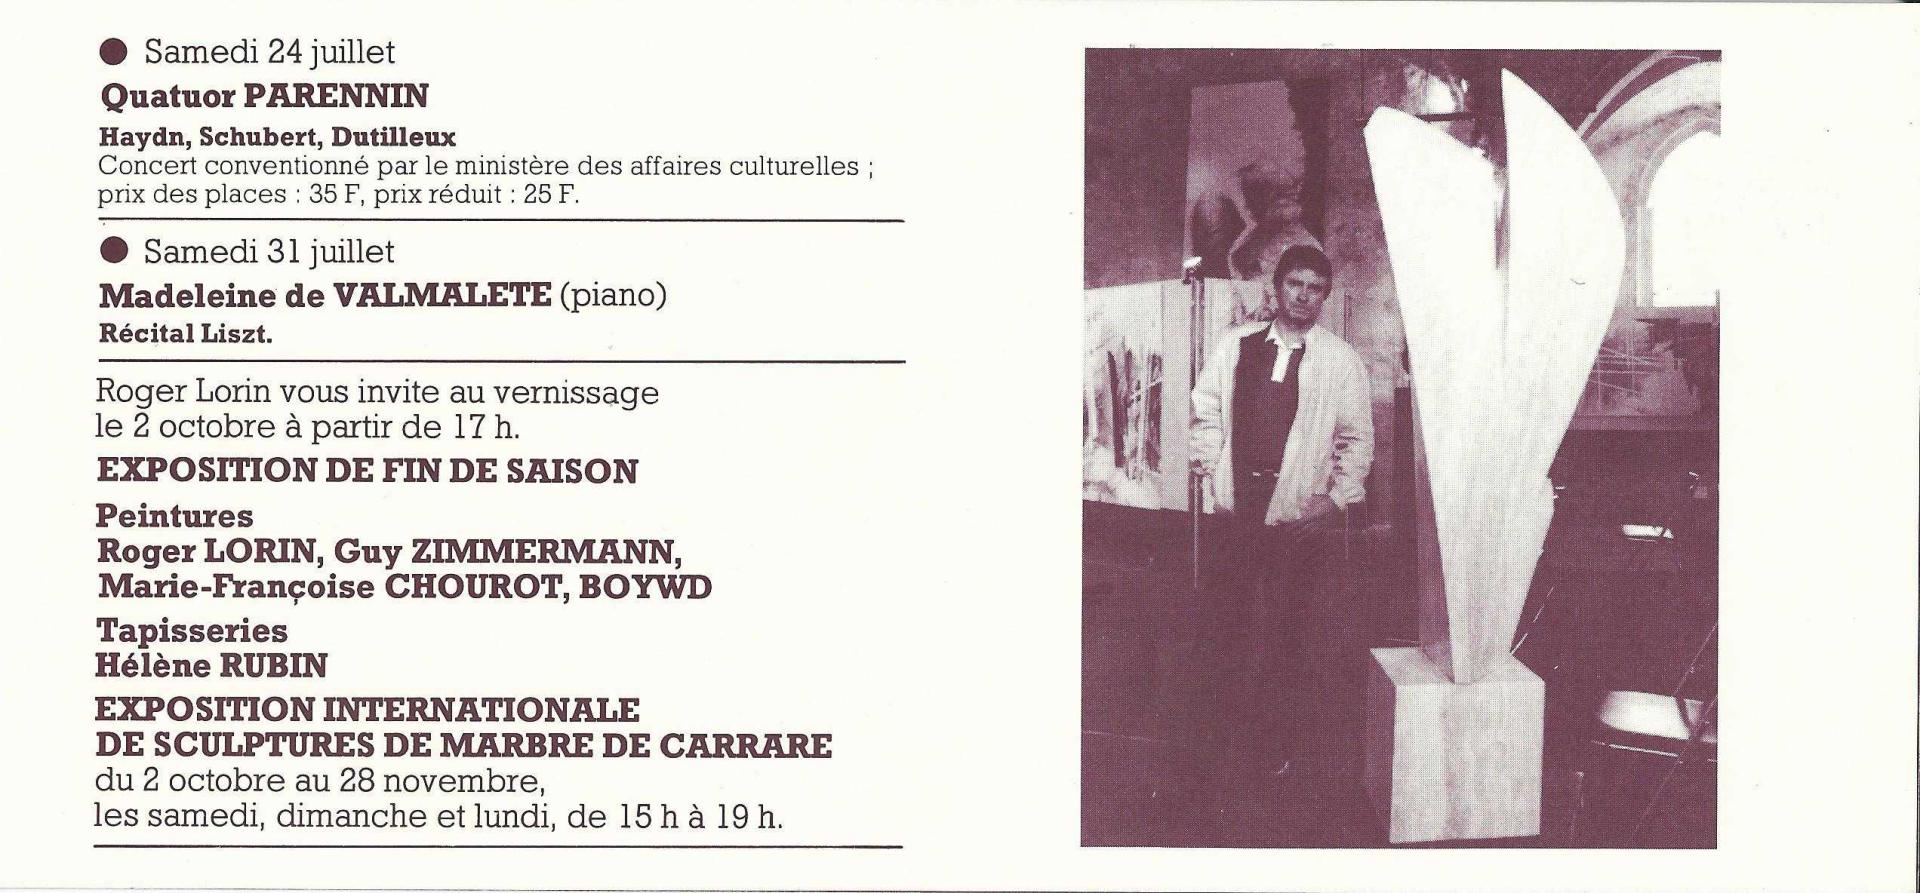 ● Samedi 24 juillet
Quatuor PARENNIN
Haydn, Schubert, Dutilleux
Concert conventionné par le ministère des affaires culturelles ;
prix des places : 35 F, prix réduit : 25 F.
● Samedi 31 juillet
Madeleine de VALMALETE (piano)
Récital Liszt.
Roger Lorin vous invite au vernissage
le 2 octobre à partir de 17 h.
EXPOSITION DE FIN DE SAISON
Peintures
Roger LORIN, Guy ZIMMERMANN,
Marie-Françoise CHOUROT, BOYWD
Tapisseries
Hélène RUBIN
EXPOSITION INTERNATIONALE
DE SCULPTURES DE MARBRE DE CARRARE
du 2 octobre au 28 novembre,
les samedi, dimanche et lundi, de 15 h à 19 h.